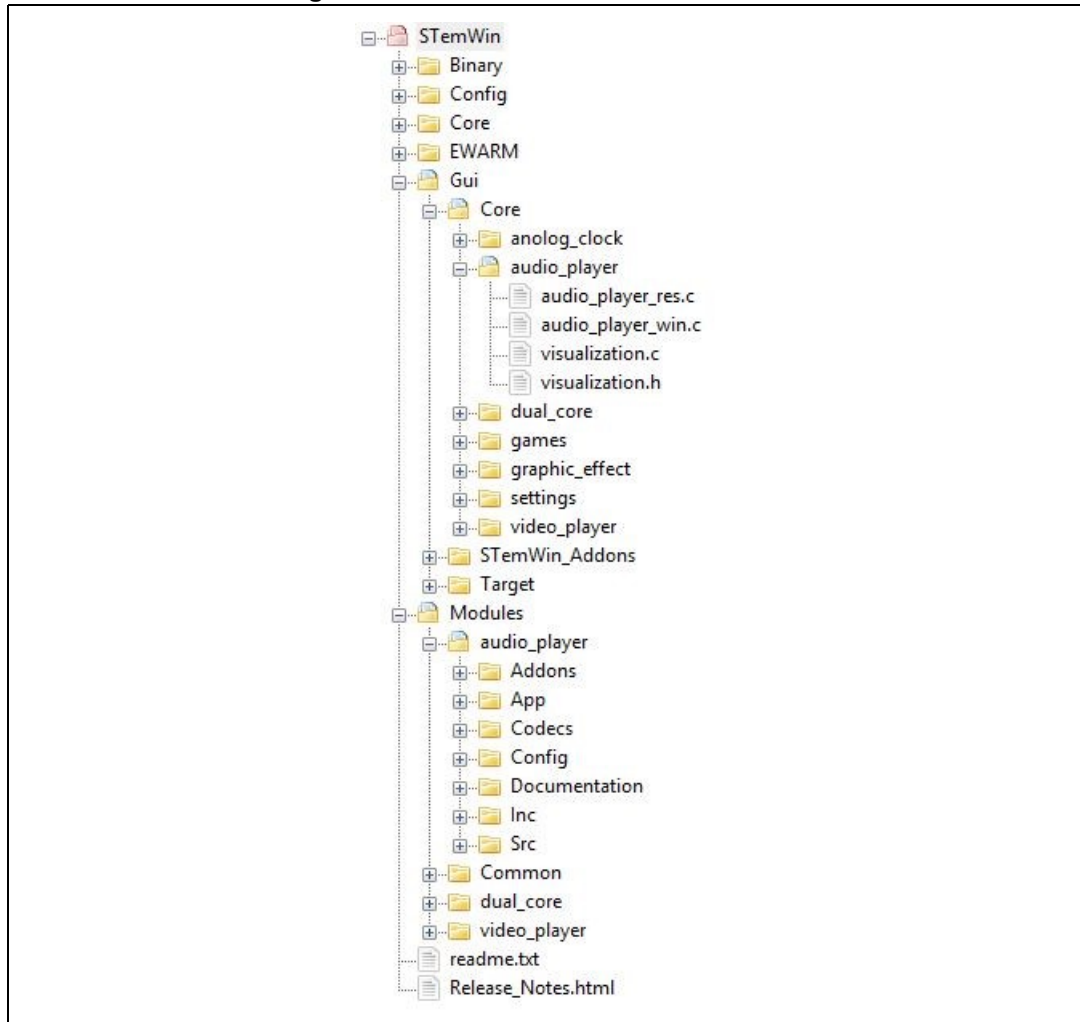 STemWin
Binary
Config
Core
EWARM
Gui
Core
anolog_clock
audio_player
audio_player_res.c
audio_player_win.c
visualization.c
visualization.h
dual_core
games
graphic_effect
settings
video_player
STemWin_Addons
Target
Modules
audio_player
Addons
App
Codecs
Config
Documentation
Inc
Src
Common
dual_core
video_player
readme.txt
Release_Notes.html